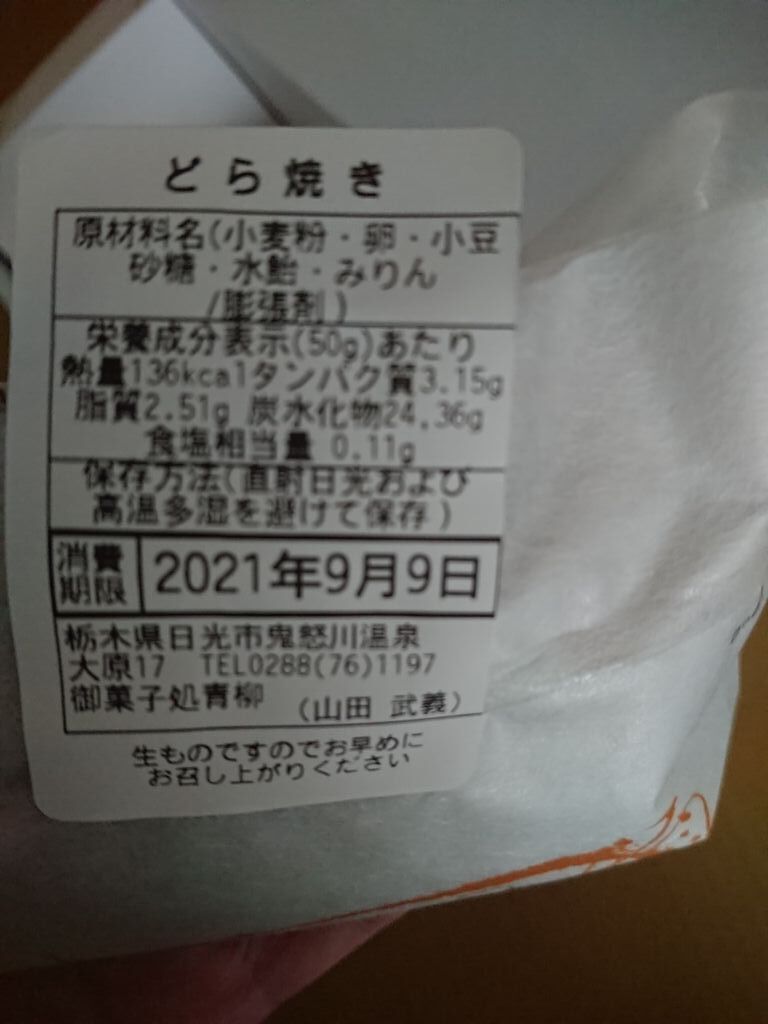 どら焼き
原材料名(小麦粉・卵・小豆
砂糖・水飴・みりん
/膨張剤)
栄養成分表示(50g)あたり
熱量136kcalタンパク質3.15g
脂質2.51g 炭水化物24.36g
食塩相当量 0.11g
保存方法(直射日光および
高温多湿を避けて保存)
消費
期限 2021年9月9日
栃木県日光市鬼怒川温泉
大原17 TEL0288(76)1197
御菓子処青柳 (山田 武義)
生ものですのでお早めに
お召し上がりください